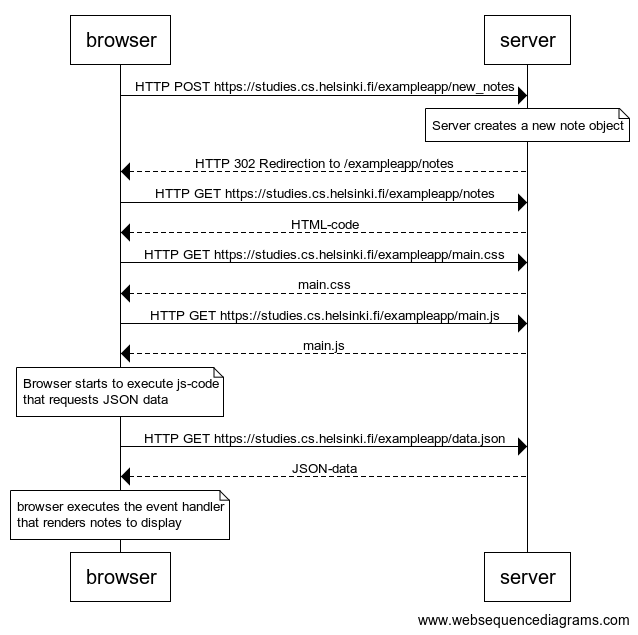 browser
server
HTTP POST https://studies.cs.helsinki.fi/exampleapp/new_notes
Server creates a new note object
HTTP 302 Redirection to /exampleapp/notes
HTTP GET https://studies.cs.helsinki.fi/exampleapp/notes
HTML-code
HTTP GET https://studies.cs.helsinki.fi/exampleapp/main.css
main.css
HTTP GET https://studies.cs.helsinki.fi/exampleapp/main.js
main.js
Browser starts to execute js-code
that requests JSON data
HTTP GET https://studies.cs.helsinki.fi/exampleapp/data.json
JSON-data
browser executes the event handler
that renders notes to display
browser
server
www.websequencediagrams.com